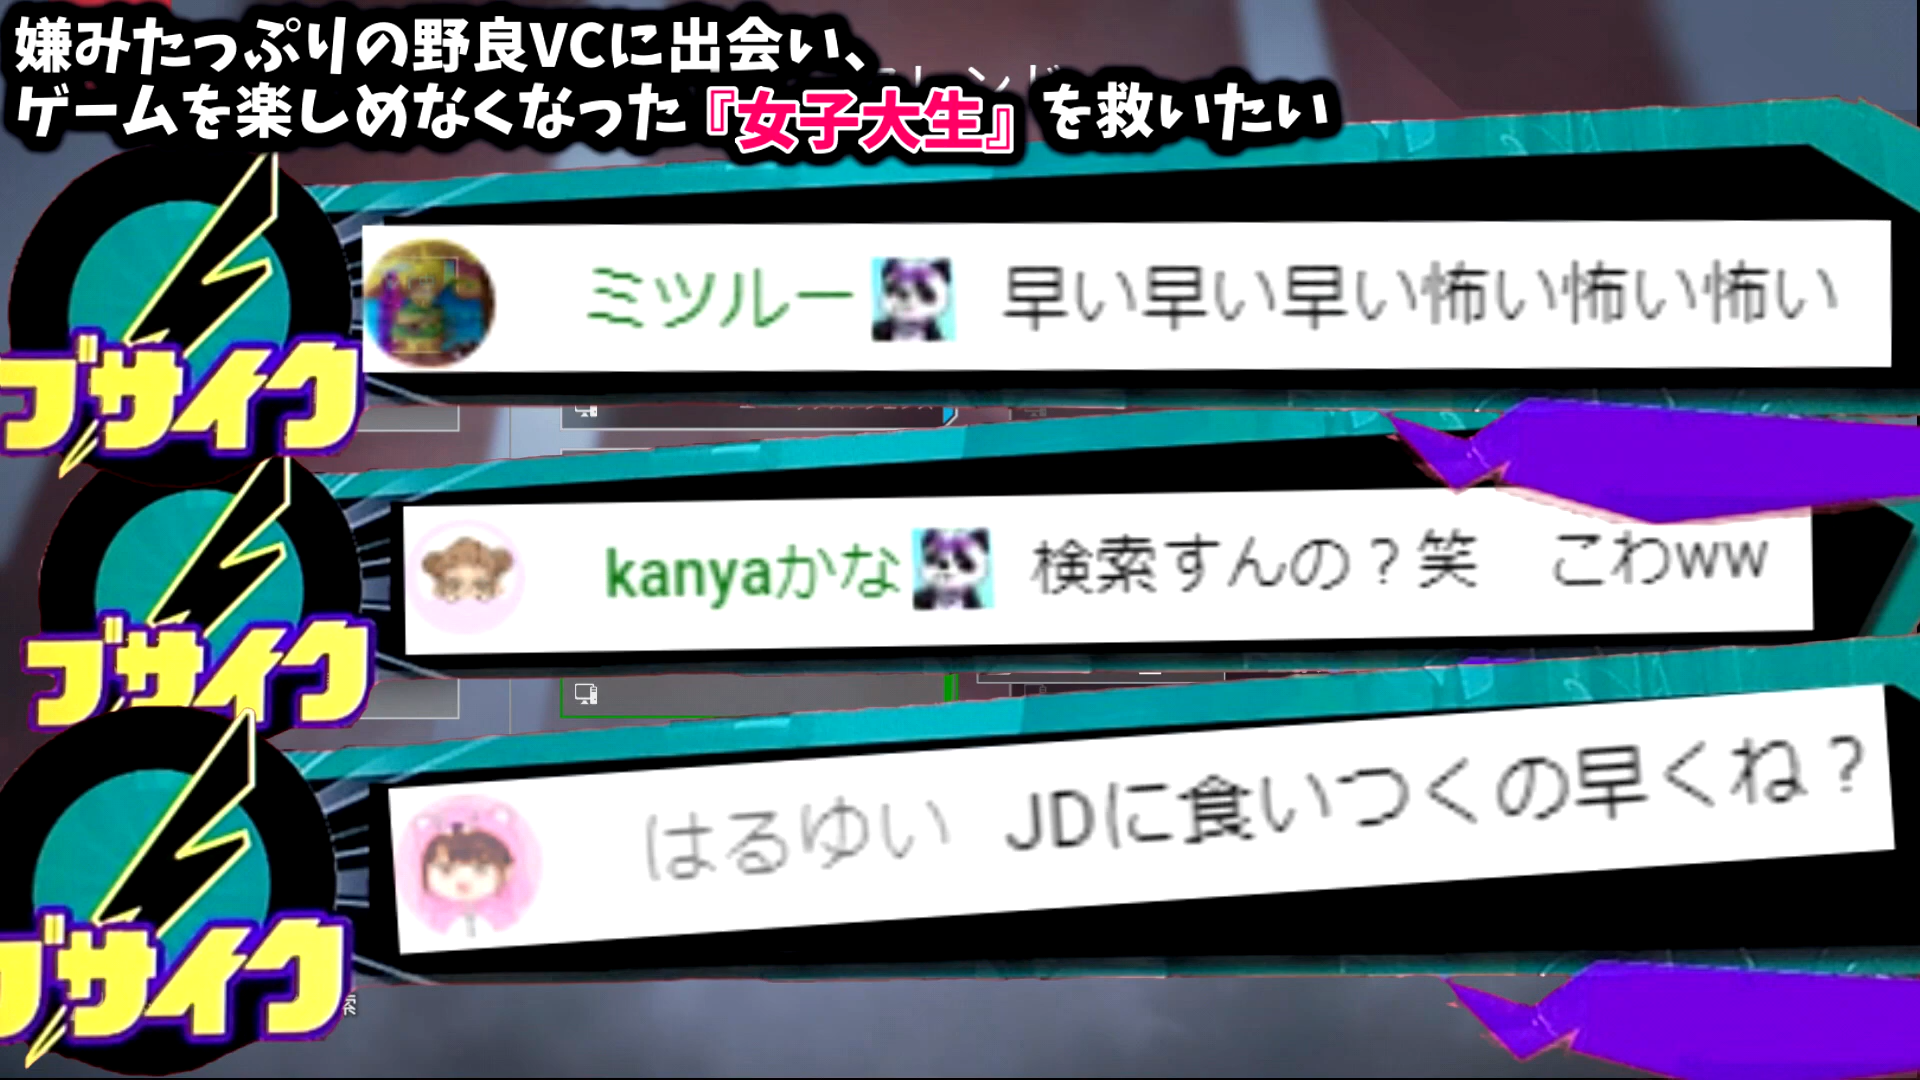 嫌みたっぷりの野良VCに出会い、
ゲームを楽しめなくなった『女子大生』を救いたい
ブサイク
ミツルー 早い早い早い怖い怖い怖い
ブサイク
kanyaかな 検索すんの？笑 こわww
ブサイク
はるゆい JDに食いつくの早くね？
索